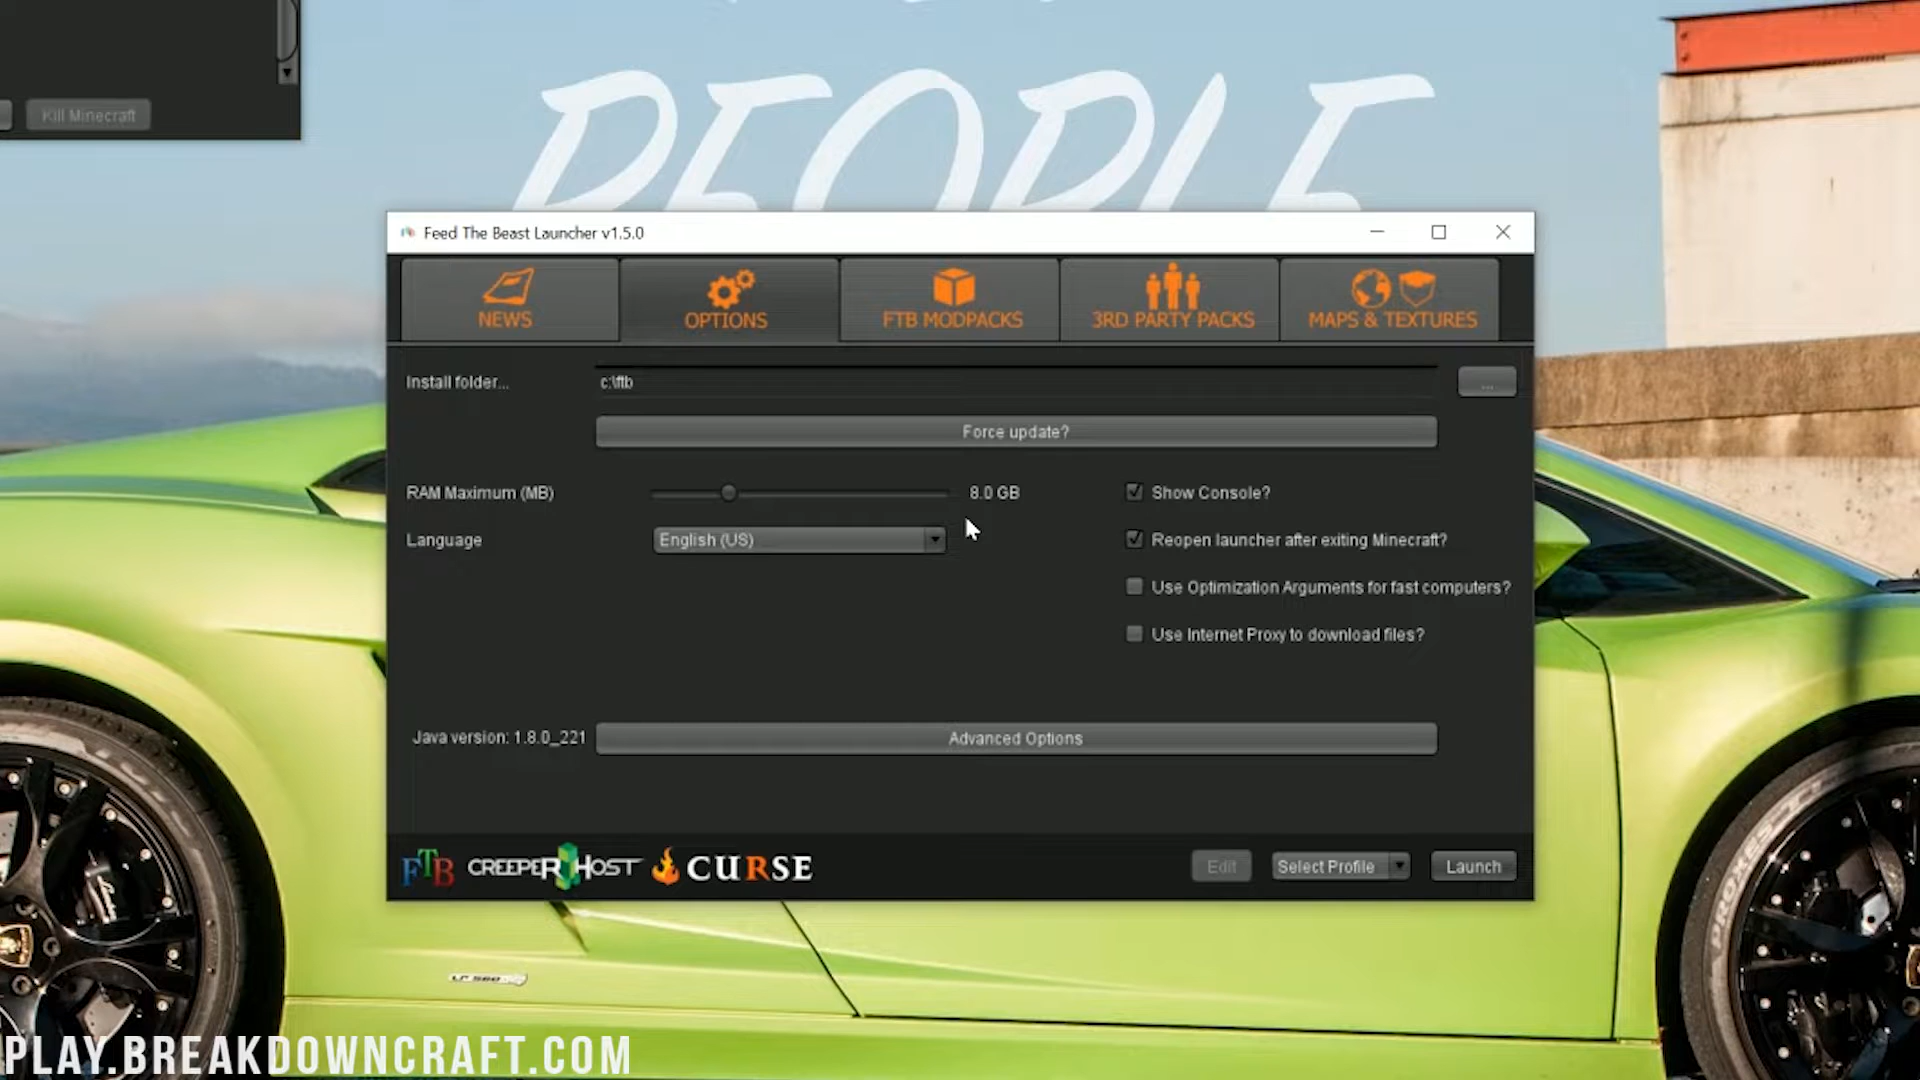 Kill Minecraft
PEOPLE
Feed The Beast Launcher v1.5.0
NEWS
OPTIONS
FTB MODPACKS
3RD PARTY PACKS
MAPS & TEXTURES
Install folder...
c:\ftb
...
Force update?
RAM Maximum (MB)
8.0 GB
Show Console?
Language
English (US)
Reopen launcher after exiting Minecraft?
Use Optimization Arguments for fast computers?
Use Internet Proxy to download files?
Java version: 1.8.0_221
Advanced Options
FTB
CREEPERHOST
CURSE
Edit
Select Profile
Launch
PROXES
PLAY.BREAKDOWNCRAFT.COM